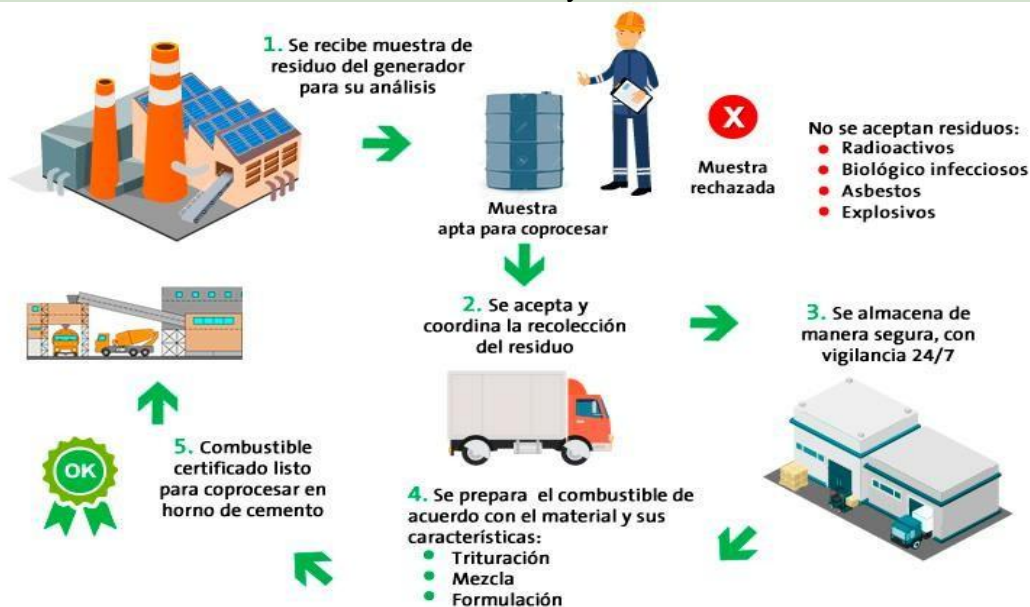 1. Se recibe muestra de
residuo del generador
para su análisis
Muestra
apta para coprocesar
X
Muestra
rechazada
No se aceptan residuos:
• Radioactivos
• Biológico infecciosos
• Asbestos
• Explosivos
2. Se acepta y
coordina la recolección
del residuo
3. Se almacena de
manera segura, con
vigilancia 24/7
4. Se prepara el combustible de
acuerdo con el material y sus
características:
• Trituración
• Mezcla
• Formulación
5. Combustible
certificado listo
para coprocesar en
horno de cemento
OK